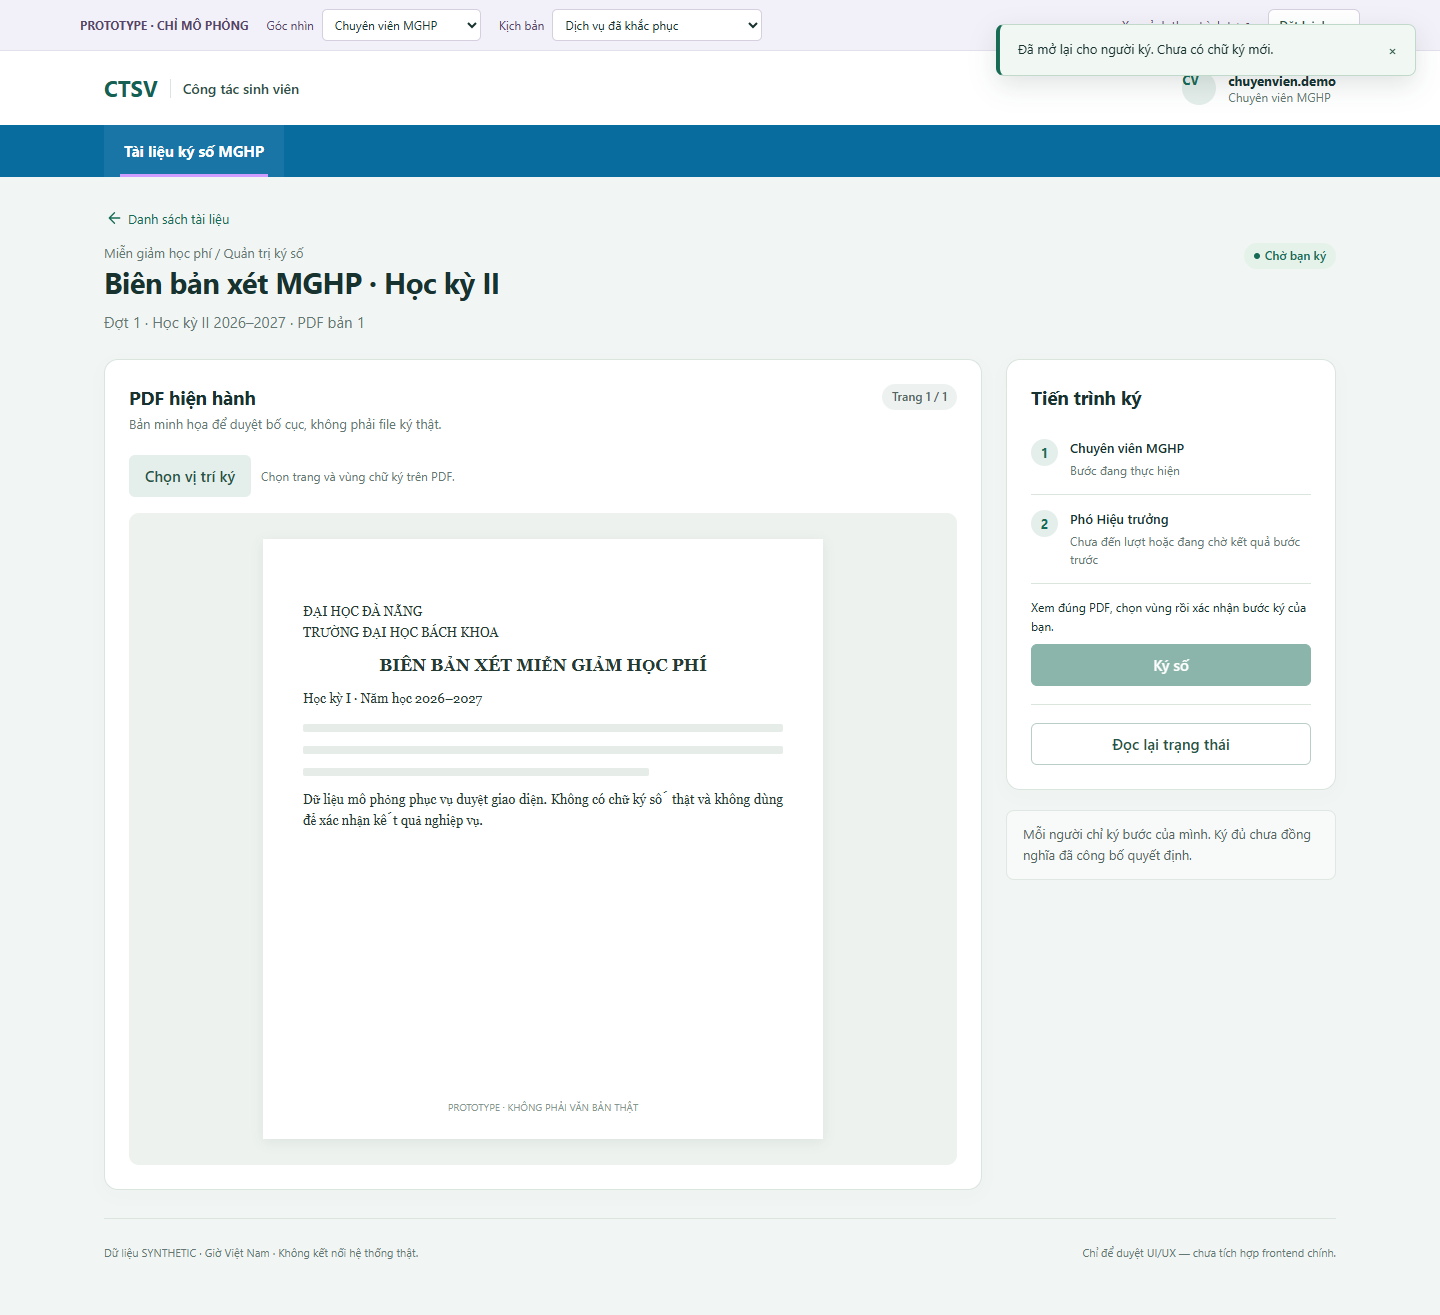 PROTOTYPE · CHỈ MÔ PHỎNG
Góc nhìn
Chuyên viên MGHP
Kịch bản
Dịch vụ đã khắc phục
Đã mở lại cho người ký. Chưa có chữ ký mới.
×
CTSV
Công tác sinh viên
CV
chuyenvien.demo
Chuyên viên MGHP
Tài liệu ký số MGHP
← Danh sách tài liệu
Miễn giảm học phí / Quản trị ký số
Biên bản xét MGHP · Học kỳ II
Chờ bạn ký
Đợt 1 · Học kỳ II 2026–2027 · PDF bản 1
PDF hiện hành
Trang 1 / 1
Bản minh họa để duyệt bố cục, không phải file ký thật.
Chọn vị trí ký
Chọn trang và vùng chữ ký trên PDF.
ĐẠI HỌC ĐÀ NẴNG
TRƯỜNG ĐẠI HỌC BÁCH KHOA
BIÊN BẢN XÉT MIỄN GIẢM HỌC PHÍ
Học kỳ I · Năm học 2026–2027
Dữ liệu mô phỏng phục vụ duyệt giao diện. Không có chữ ký số thật và không dùng
để xác nhận kết quả nghiệp vụ.
PROTOTYPE · KHÔNG PHẢI VĂN BẢN THẬT
Tiến trình ký
1
Chuyên viên MGHP
Bước đang thực hiện
2
Phó Hiệu trưởng
Chưa đến lượt hoặc đang chờ kết quả bước
trước
Xem đúng PDF, chọn vùng rồi xác nhận bước ký của
bạn.
Ký số
Đọc lại trạng thái
Mỗi người chỉ ký bước của mình. Ký đủ chưa đồng
nghĩa đã công bố quyết định.
Dữ liệu SYNTHETIC · Giờ Việt Nam · Không kết nối hệ thống thật.
Chỉ để duyệt UI/UX — chưa tích hợp frontend chính.